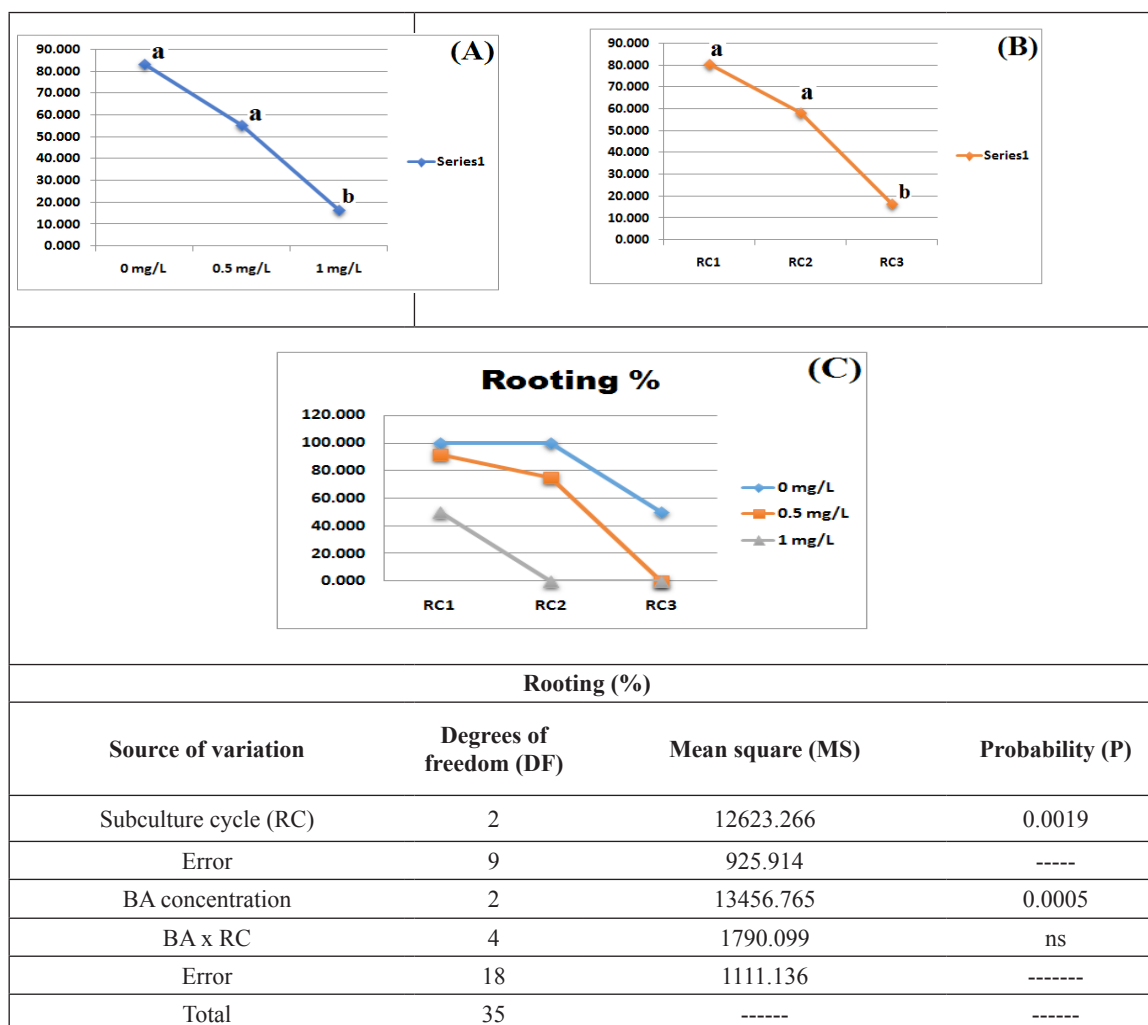 (A)
90.000
80.000
70.000
60.000
50.000
40.000
30.000
20.000
10.000
0.000
a
a
b
Series1
0 mg/L 0.5 mg/L 1 mg/L
(B)
90.000
80.000
70.000
60.000
50.000
40.000
30.000
20.000
10.000
0.000
a
a
b
Series1
RC1 RC2 RC3
(C)
Rooting %
120.000
100.000
80.000
60.000
40.000
20.000
0.000
0 mg/L
0.5 mg/L
1 mg/L
RC1 RC2 RC3
Rooting (%)
Source of variation Degrees of freedom (DF) Mean square (MS) Probability (P)
Subculture cycle (RC) 2 12623.266 0.0019
Error 9 925.914 -----
BA concentration 2 13456.765 0.0005
BA x RC 4 1790.099 ns
Error 18 1111.136 -------
Total 35 ------ ------